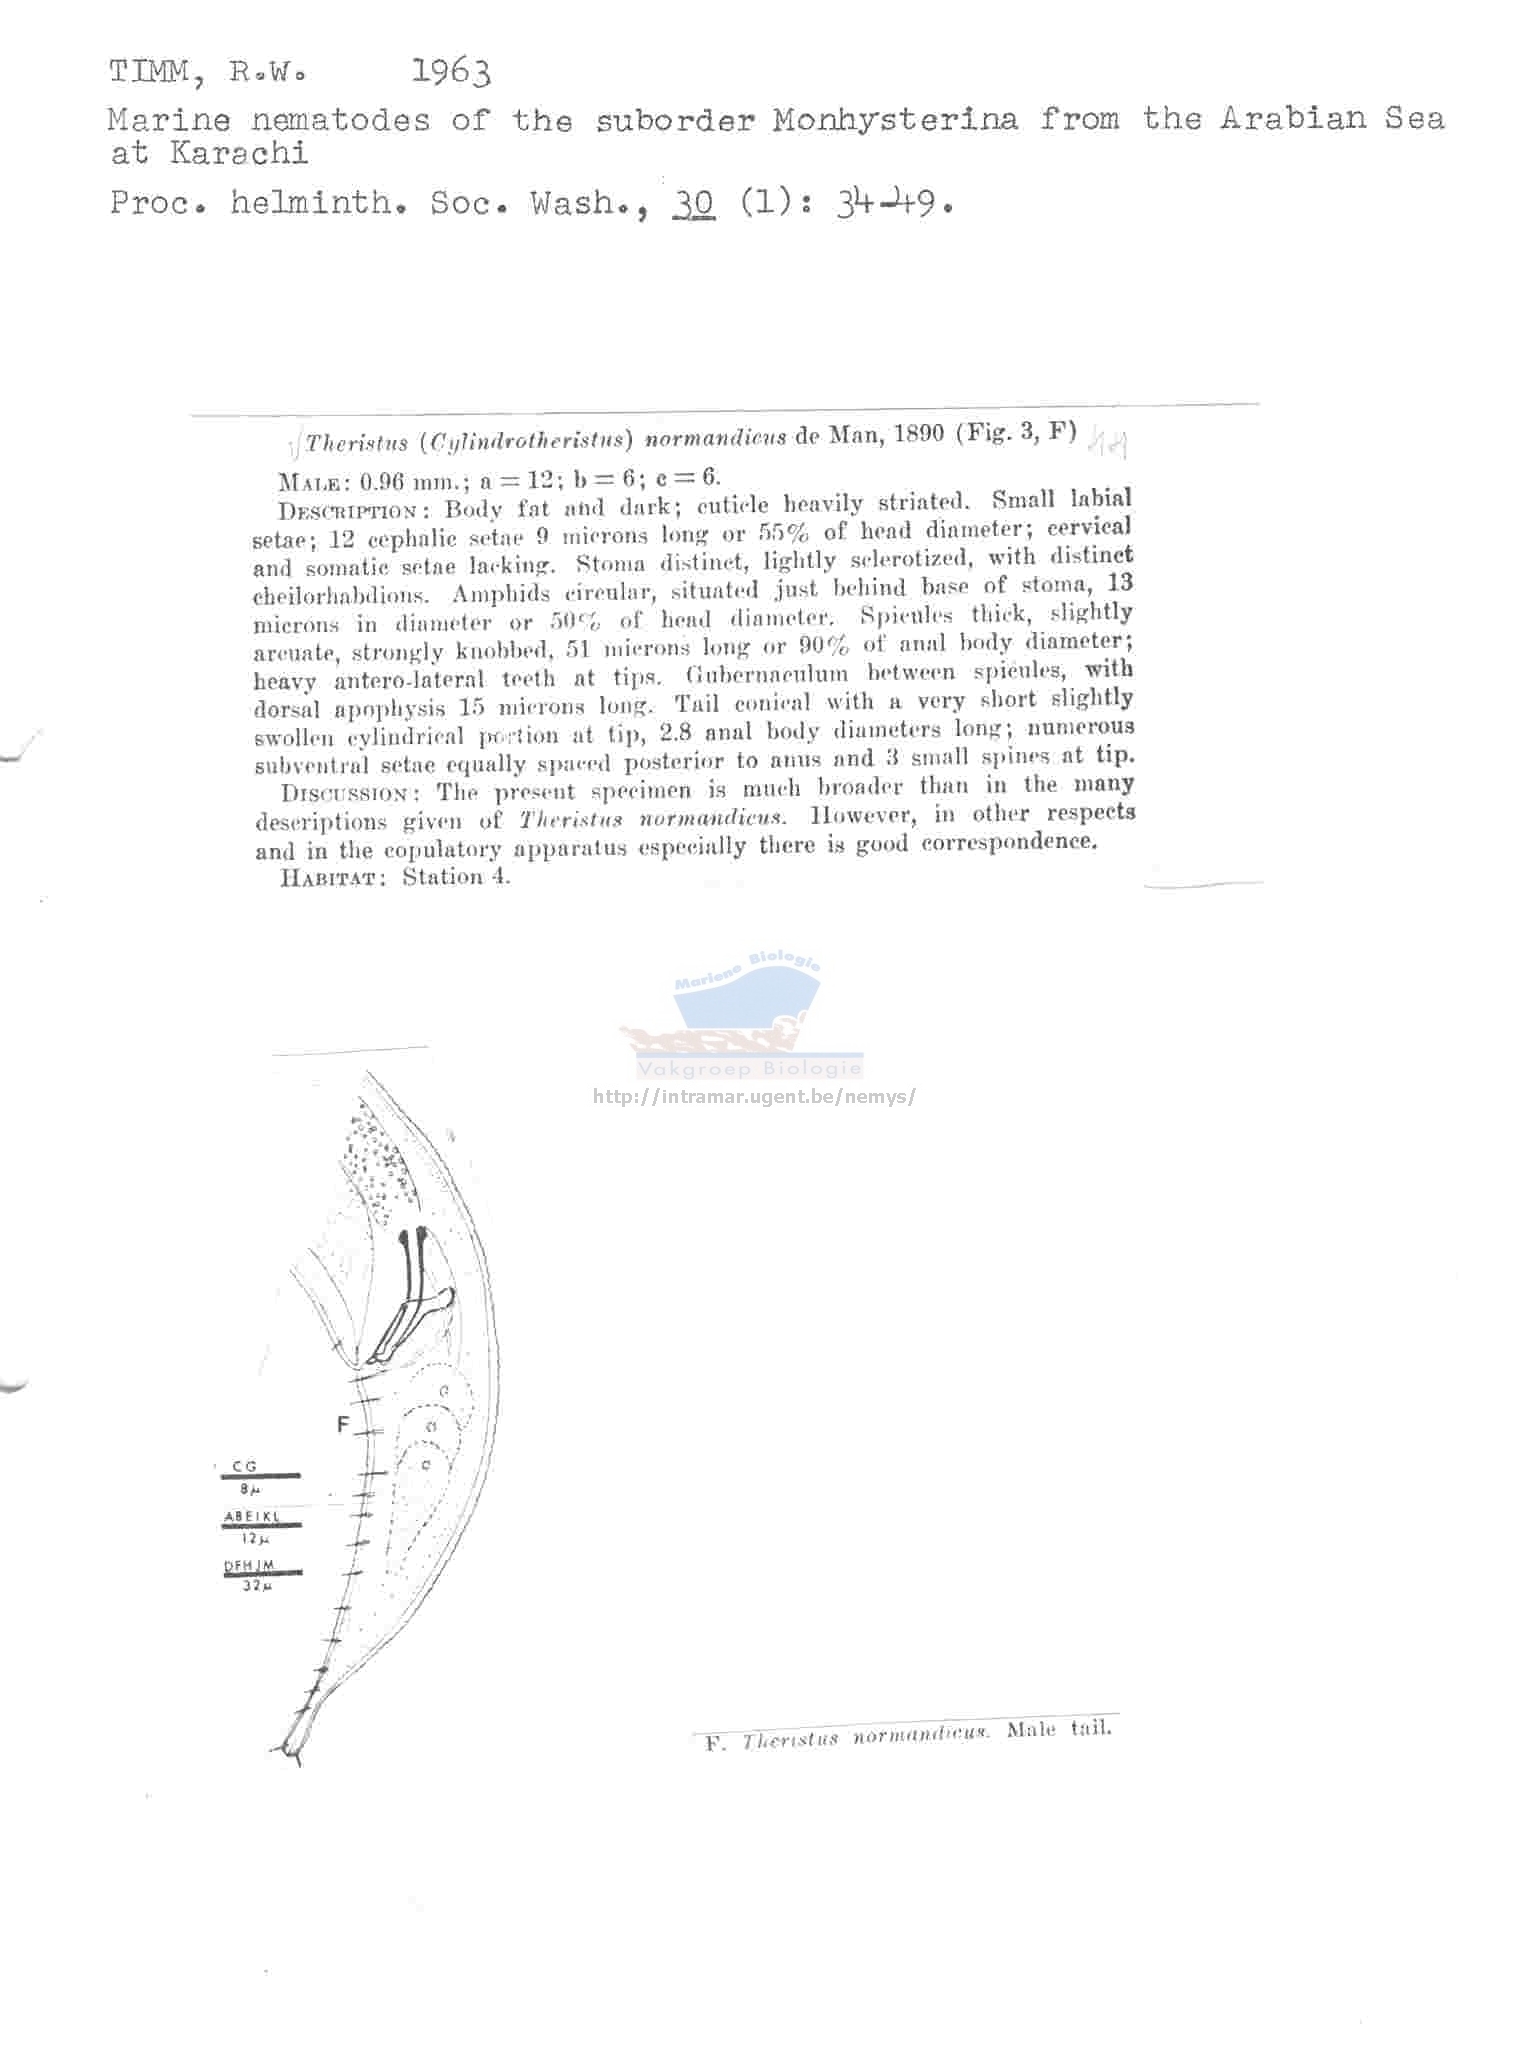 TIMM, R.W. 1963
Marine nematodes of the suborder Monhysterina from the Arabian Sea
at Karachi
Proc. helminth. Soc. Wash., 30 (1): 34-49.
Theristus (Cylindrotheristus) normandicus de Man, 1890 (Fig. 3, F)
MALE: 0.96 mm.; a = 12; b = 6; c = 6.
DESCRIPTION: Body fat and dark; cuticle heavily striated. Small labial
setae; 12 cephalic setae 9 microns long or 55% of head diameter; cervical
and somatic setae lacking. Stoma distinct, lightly sclerotized, with distinct
cheilorhabdions. Amphids circular, situated just behind base of stoma, 13
microns in diameter or 50% of head diameter. Spicules thick, slightly
arcuate, strongly knobbed, 51 microns long or 90% of anal body diameter;
heavy antero-lateral teeth at tips. Gubernaculum between spicules, with
dorsal apophysis 15 microns long. Tail conical with a very short slightly
swollen cylindrical portion at tip, 2.8 anal body diameters long; numerous
subventral setae equally spaced posterior to anus and 3 small spines at tip.
DISCUSSION: The present specimen is much broader than in the many
descriptions given of Theristus normandicus. However, in other respects
and in the copulatory apparatus especially there is good correspondence.
HABITAT: Station 4.
Mariene Biologie
Vakgroep Biologie
http://intramar.ugent.be/nemys/
F
CG
8µ
ABEIKL
12µ
DFHJM
32µ
F. Theristus normandicus. Male tail.